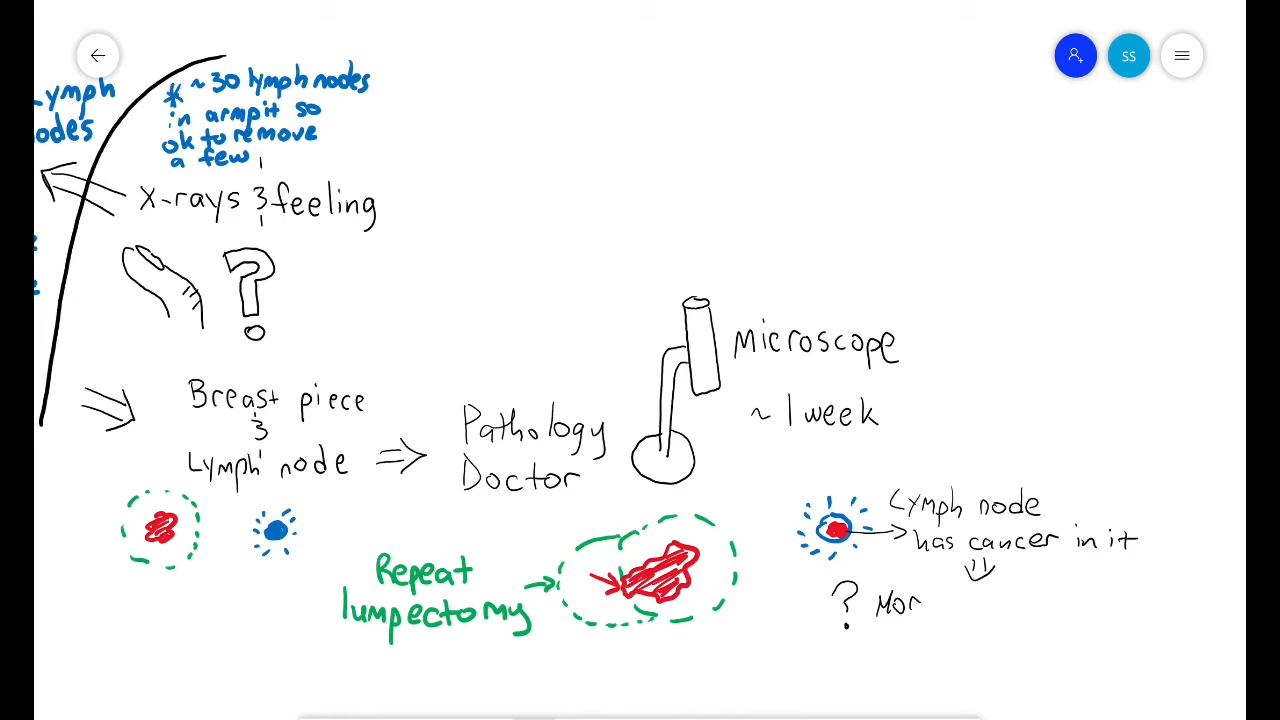 Lymph
odes
* ~30 lymph nodes
in armpit so
ok to remove
a few
X-rays & feeling
?
Breast piece
&
Lymph node
Pathology
Doctor
Microscope
~ 1 week
Repeat
lumpectomy
Lymph node
has cancer in it
? Mor
SS